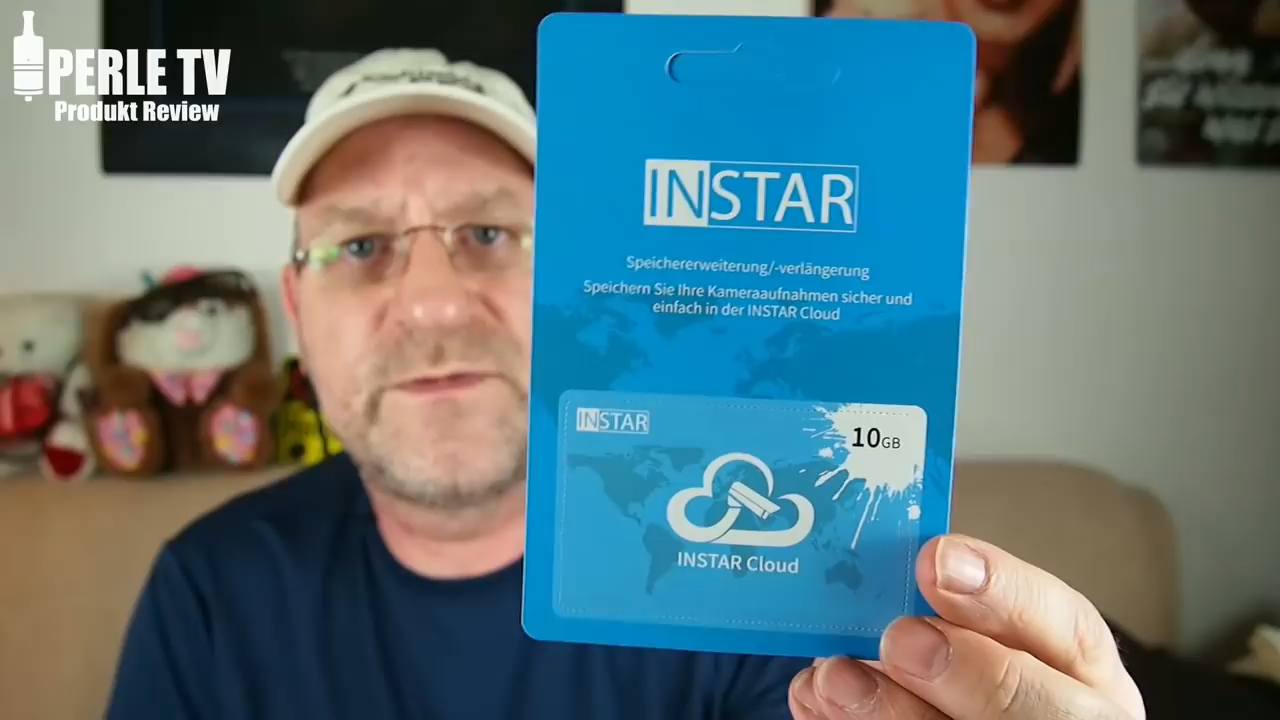 PERLE TV
Produkt Review
INSTAR
Speichererweiterung/-verlängerung
Speichern Sie Ihre Kameraaufnahmen sicher und
einfach in der INSTAR Cloud
INSTAR
10GB
INSTAR Cloud